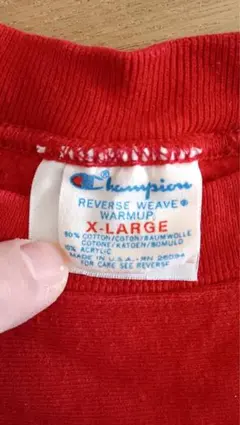 Champion
REVERSE WEAVE®
WARMUP
X-LARGE
90% COTTON/COTON/BAUMWOLLE
COTONE/KATOEN/BOMULD
10% ACRYLIC
MADE IN U.S.A. - RN 26094
FOR CARE SEE REVERSE